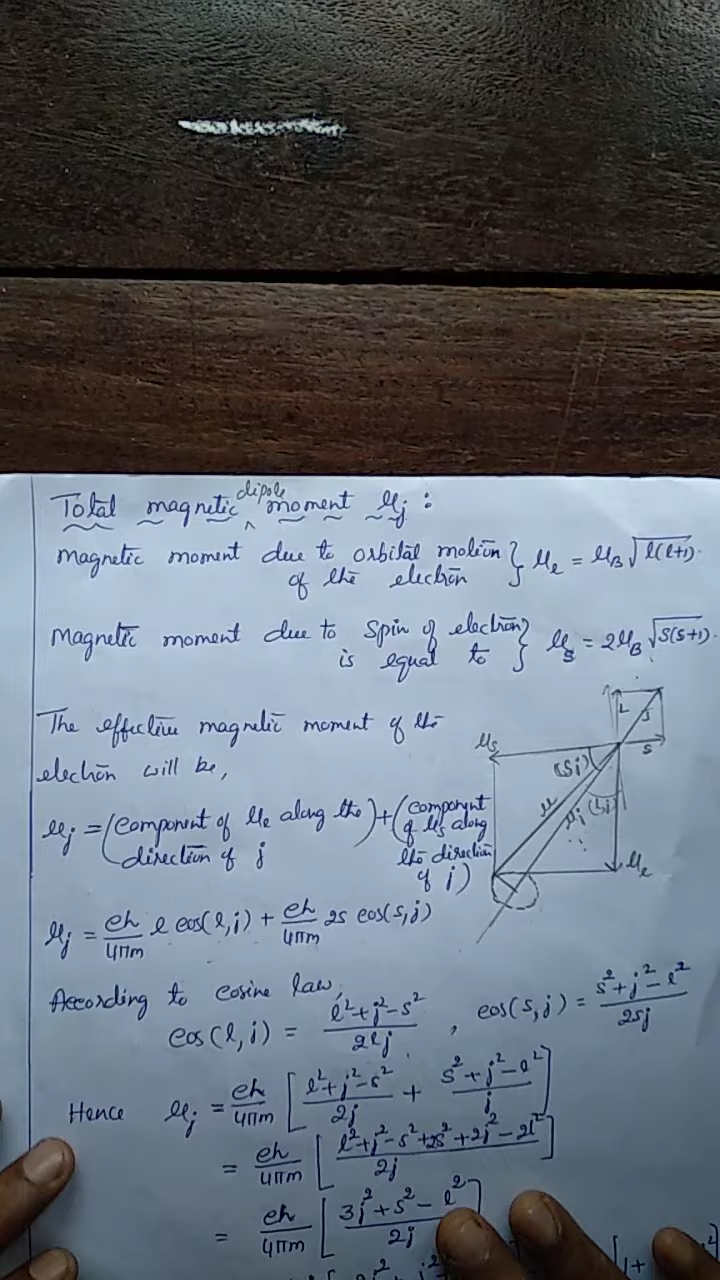 Total magnetic dipole moment μj :
Magnetic moment due to orbital motion of the electron } μl = μB √l(l+1).
Magnetic moment due to spin of electron is equal to } μs = 2μB √s(s+1).
The effective magnetic moment of the
electron will be,
μj = (component of μl along the direction of j) + (component of μs along the direction of j)
L
J
s
μs
(sj)
μ
μj
(lj)
μl
μj = eh/4πm l cos(l,j) + eh/4πm 2s cos(s,j)
According to cosine law,
cos(l,j) = l²+j²-s²/2lj , cos(s,j) = s²+j²-l²/2sj
Hence μj = eh/4πm [l²+j²-s²/2j + s²+j²-l²/j]
= eh/4πm [l²+j²-s²+2s²+2j²-2l²/2j]
= eh/4πm [3j²+s²-l²/2j]